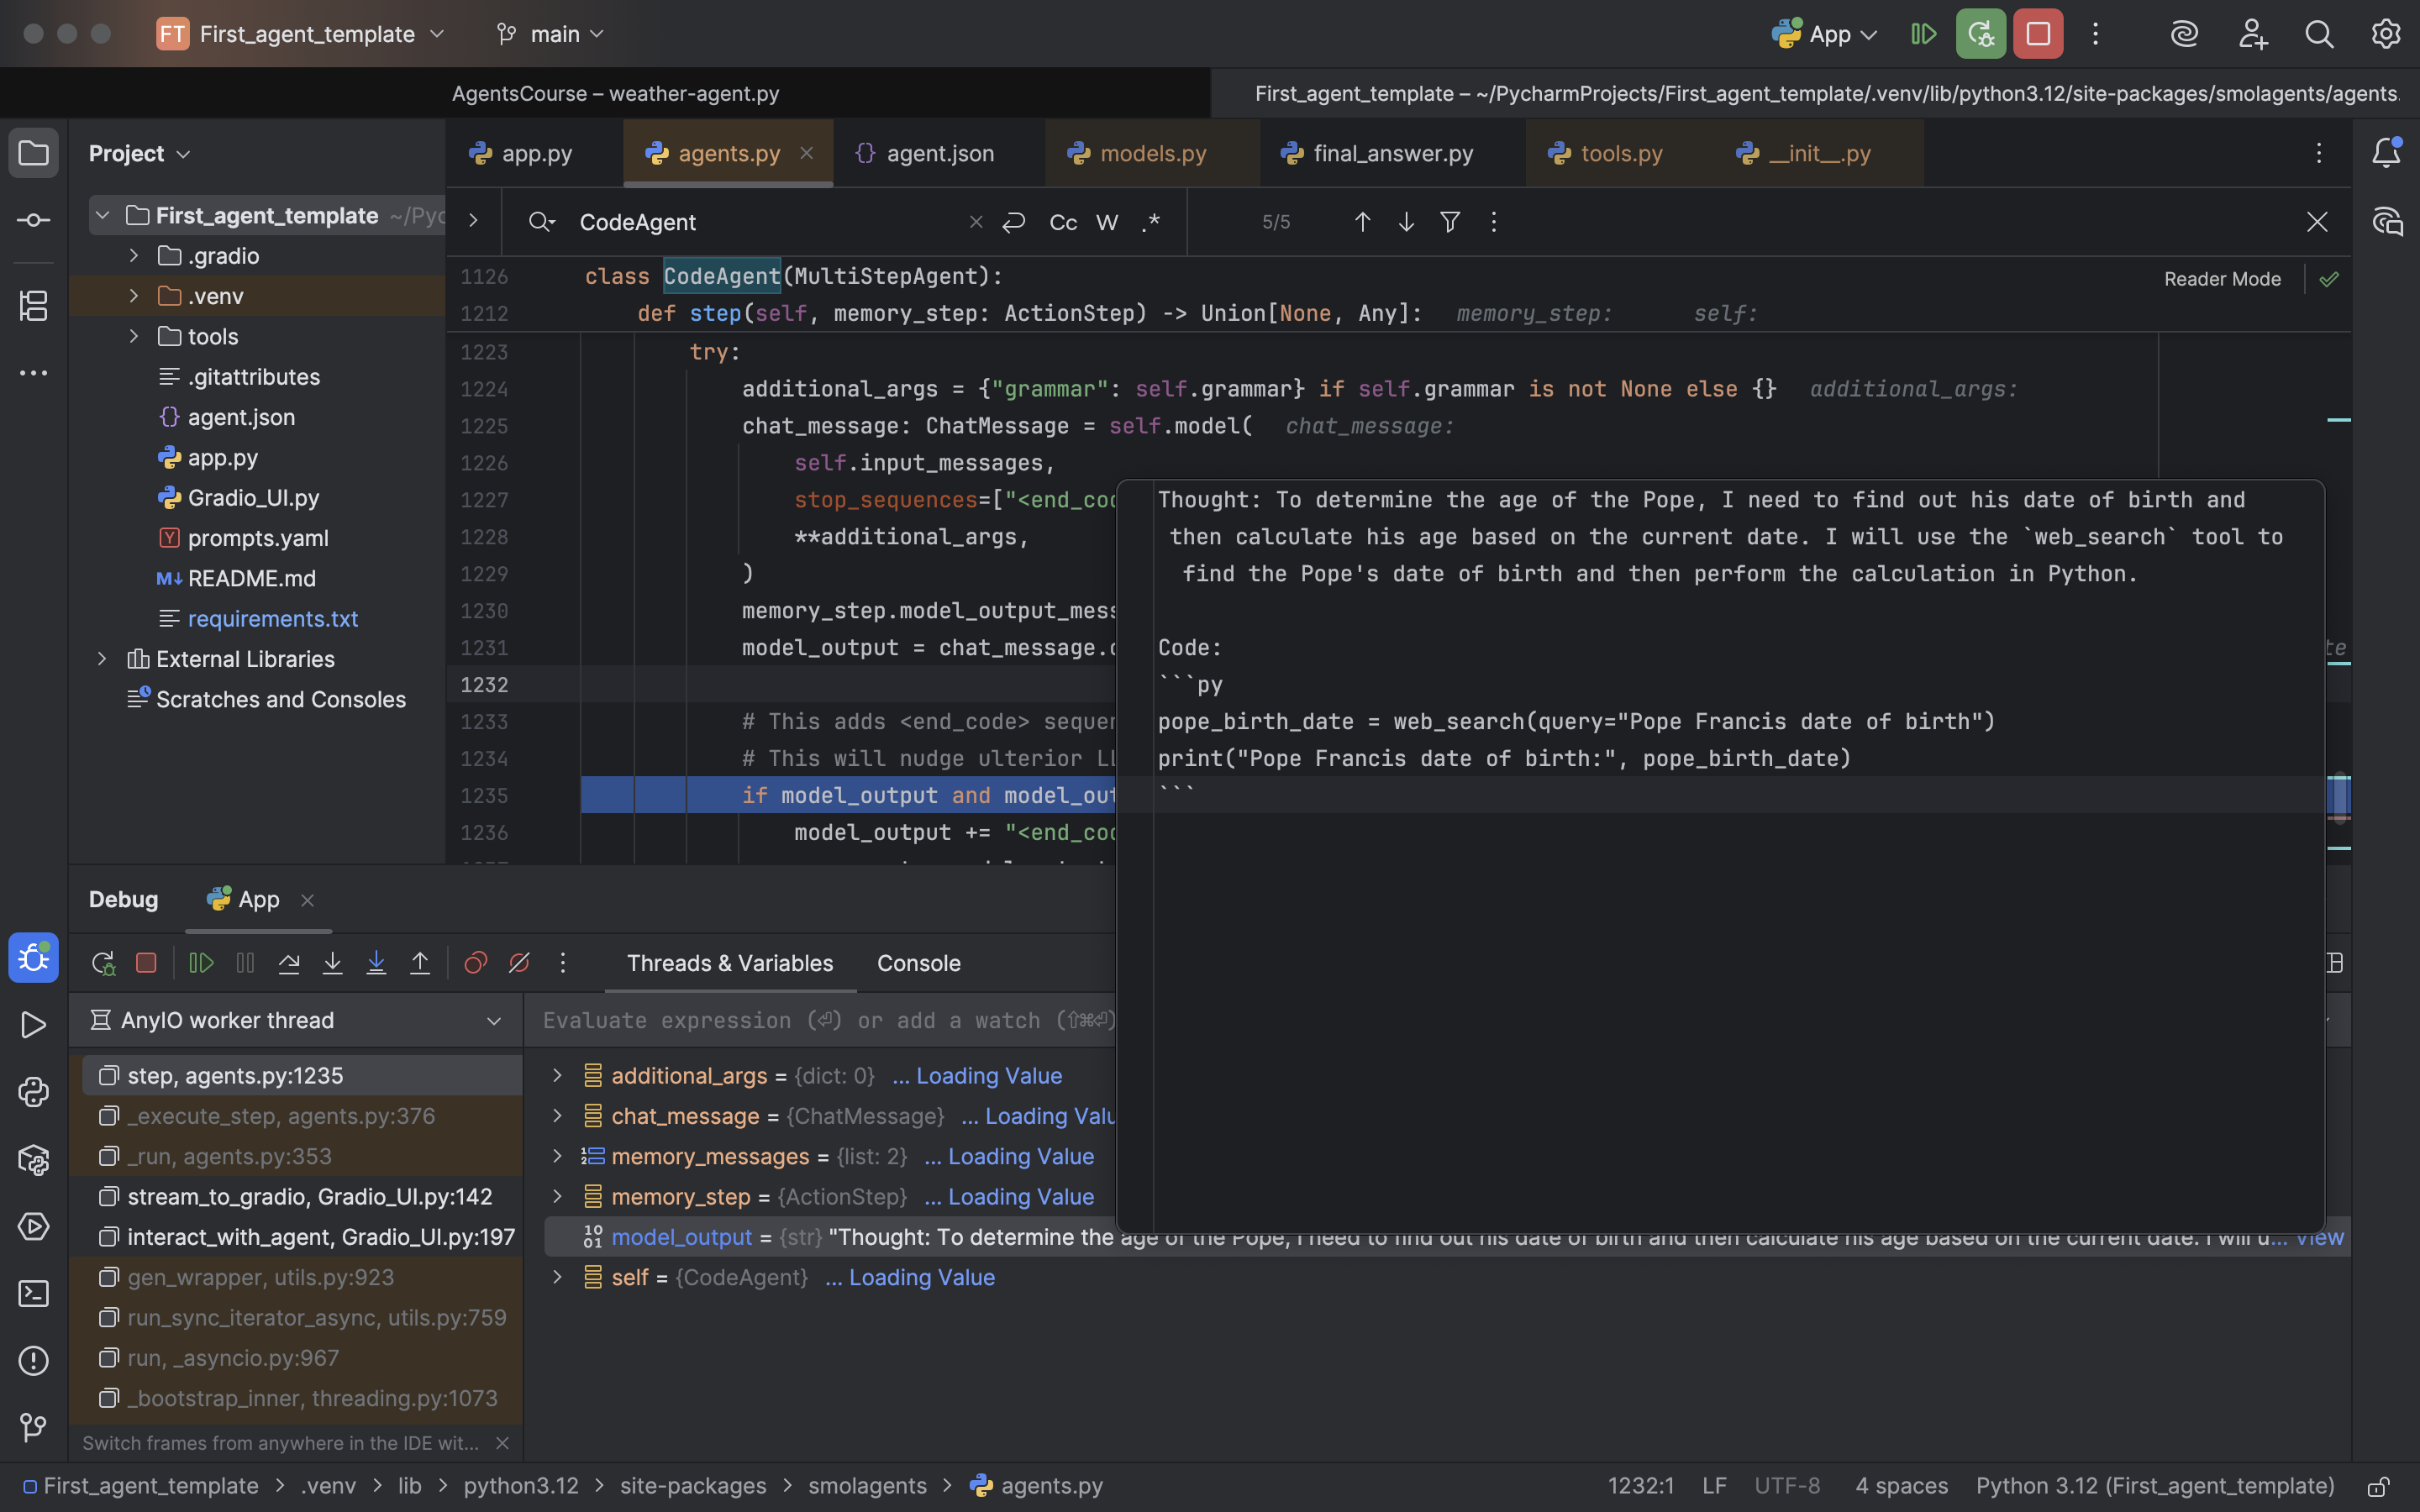 FT First_agent_template main App
AgentsCourse – weather-agent.py
First_agent_template – ~/PycharmProjects/First_agent_template/.venv/lib/python3.12/site-packages/smolagents/agents.
Project
First_agent_template ~/Pyc
.gradio
.venv
tools
.gitattributes
agent.json
app.py
Gradio_UI.py
prompts.yaml
README.md
requirements.txt
External Libraries
Scratches and Consoles
app.py agents.py agent.json models.py final_answer.py tools.py __init__.py
CodeAgent Cc W .* 5/5
Reader Mode
1126 class CodeAgent(MultiStepAgent):
1212 def step(self, memory_step: ActionStep) -> Union[None, Any]: memory_step: self:
1223 try:
1224 additional_args = {"grammar": self.grammar} if self.grammar is not None else {} additional_args:
1225 chat_message: ChatMessage = self.model( chat_message:
1226 self.input_messages,
1227 stop_sequences=["<end_cod
1228 **additional_args,
1229 )
1230 memory_step.model_output_mess
1231 model_output = chat_message.c
1232
1233 # This adds <end_code> sequen
1234 # This will nudge ulterior LL
1235 if model_output and model_out
1236 model_output += "<end_cod
Thought: To determine the age of the Pope, I need to find out his date of birth and
then calculate his age based on the current date. I will use the `web_search` tool to
find the Pope's date of birth and then perform the calculation in Python.
Code:
```py
pope_birth_date = web_search(query="Pope Francis date of birth")
print("Pope Francis date of birth:", pope_birth_date)
```
Debug App
Threads & Variables Console
AnyIO worker thread
step, agents.py:1235
_execute_step, agents.py:376
_run, agents.py:353
stream_to_gradio, Gradio_UI.py:142
interact_with_agent, Gradio_UI.py:197
gen_wrapper, utils.py:923
run_sync_iterator_async, utils.py:759
run, _asyncio.py:967
_bootstrap_inner, threading.py:1073
Switch frames from anywhere in the IDE wit...
Evaluate expression (⏎) or add a watch (⇧⌘⏎)
additional_args = {dict: 0} ... Loading Value
chat_message = {ChatMessage} ... Loading Valu
memory_messages = {list: 2} ... Loading Value
memory_step = {ActionStep} ... Loading Value
model_output = {str} "Thought: To determine the age of the Pope, I need to find out his date of birth and then calculate his age based on the current date. I will u... View
self = {CodeAgent} ... Loading Value
First_agent_template > .venv > lib > python3.12 > site-packages > smolagents > agents.py
1232:1 LF UTF-8 4 spaces Python 3.12 (First_agent_template)